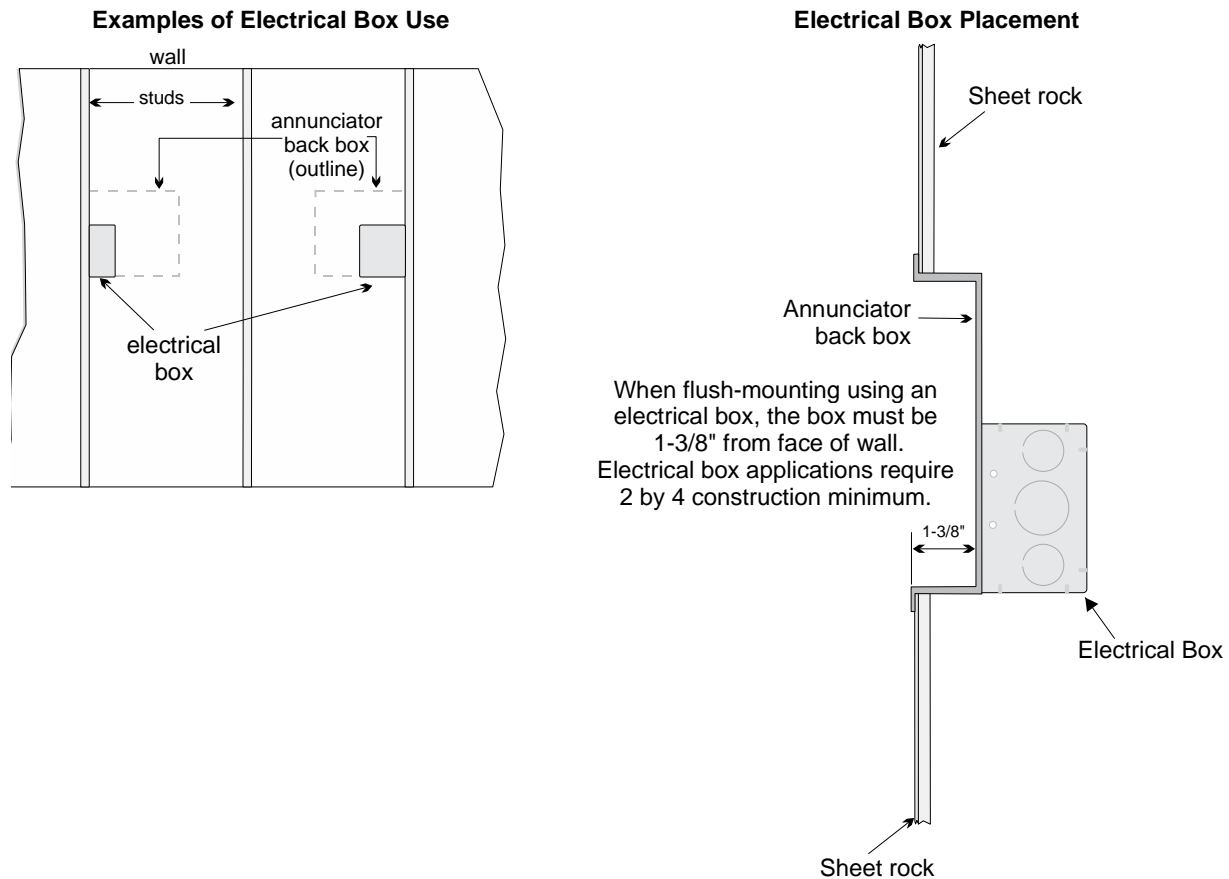 Examples of Electrical Box Use
wall
studs
annunciator
back box
(outline)
electrical
box
Electrical Box Placement
Sheet rock
Annunciator
back box
When flush-mounting using an
electrical box, the box must be
1-3/8" from face of wall.
Electrical box applications require
2 by 4 construction minimum.
1-3/8"
Electrical Box
Sheet rock